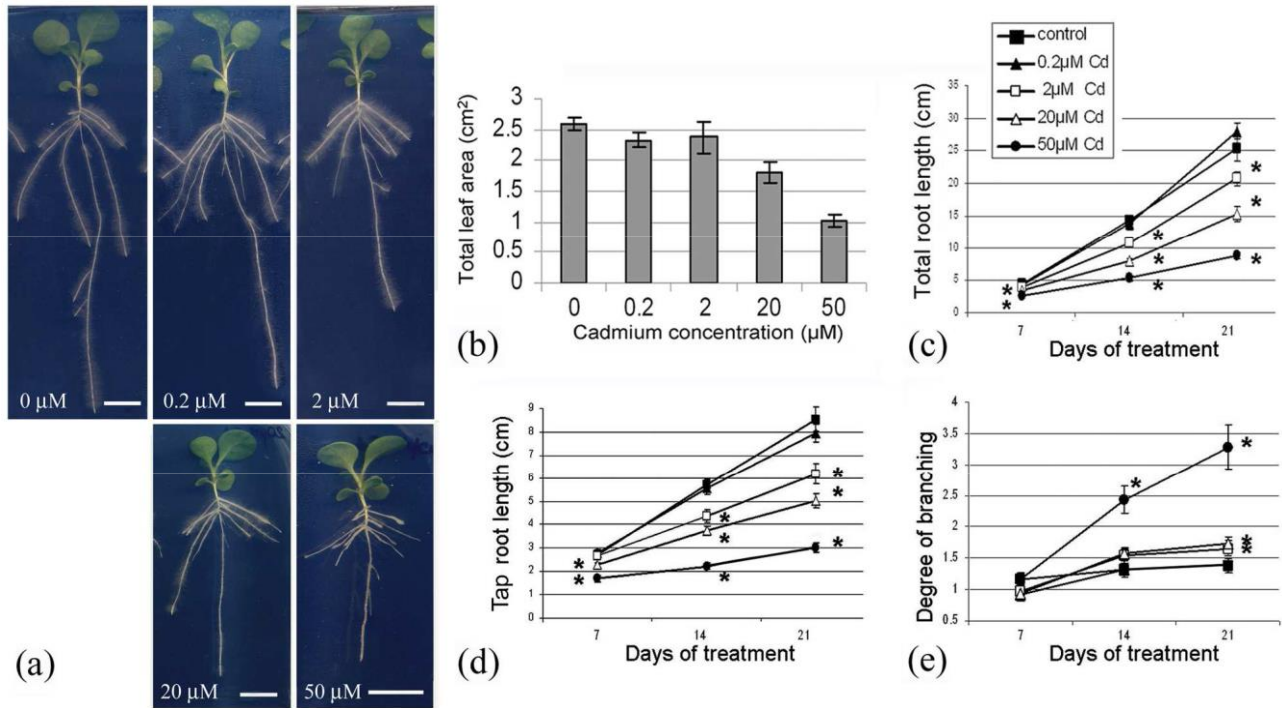 0 µM
0.2 µM
2 µM
20 µM
50 µM
(a)
Total leaf area (cm²)
3
2.5
2
1.5
1
0.5
0
0 0.2 2 20 50
Cadmium concentration (µM)
(b)
control
0.2µM Cd
2µM Cd
20µM Cd
50µM Cd
Total root length (cm)
35
30
25
20
15
10
5
0
* * *
* * *
* *
7 14 21
Days of treatment
(c)
Tap root length (cm)
9
8
7
6
5
4
3
2
1
0
* * *
* * *
* *
7 14 21
Days of treatment
(d)
Degree of branching
4
3.5
3
2.5
2
1.5
1
0.5
* *
*
*
7 14 21
Days of treatment
(e)